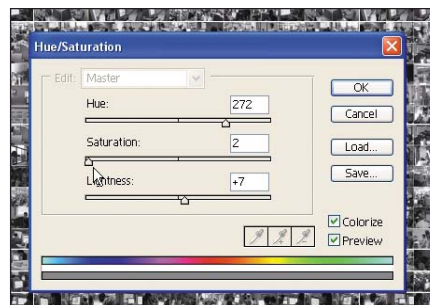 Hue/Saturation
Edit: Master
OK
Hue: 272
Cancel
Saturation: 2
Load...
Lightness: +7
Save...
Colorize
Preview